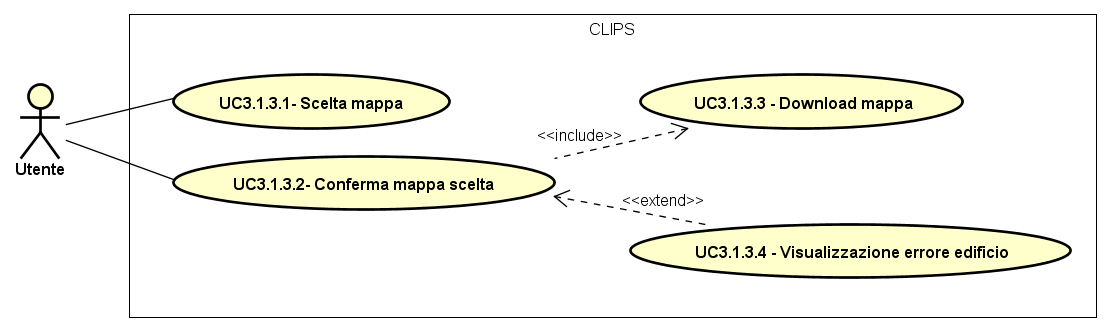 CLIPS
UC3.1.3.1- Scelta mappa
UC3.1.3.3 - Download mappa
<<include>>
Utente
UC3.1.3.2- Conferma mappa scelta
<<extend>>
UC3.1.3.4 - Visualizzazione errore edificio